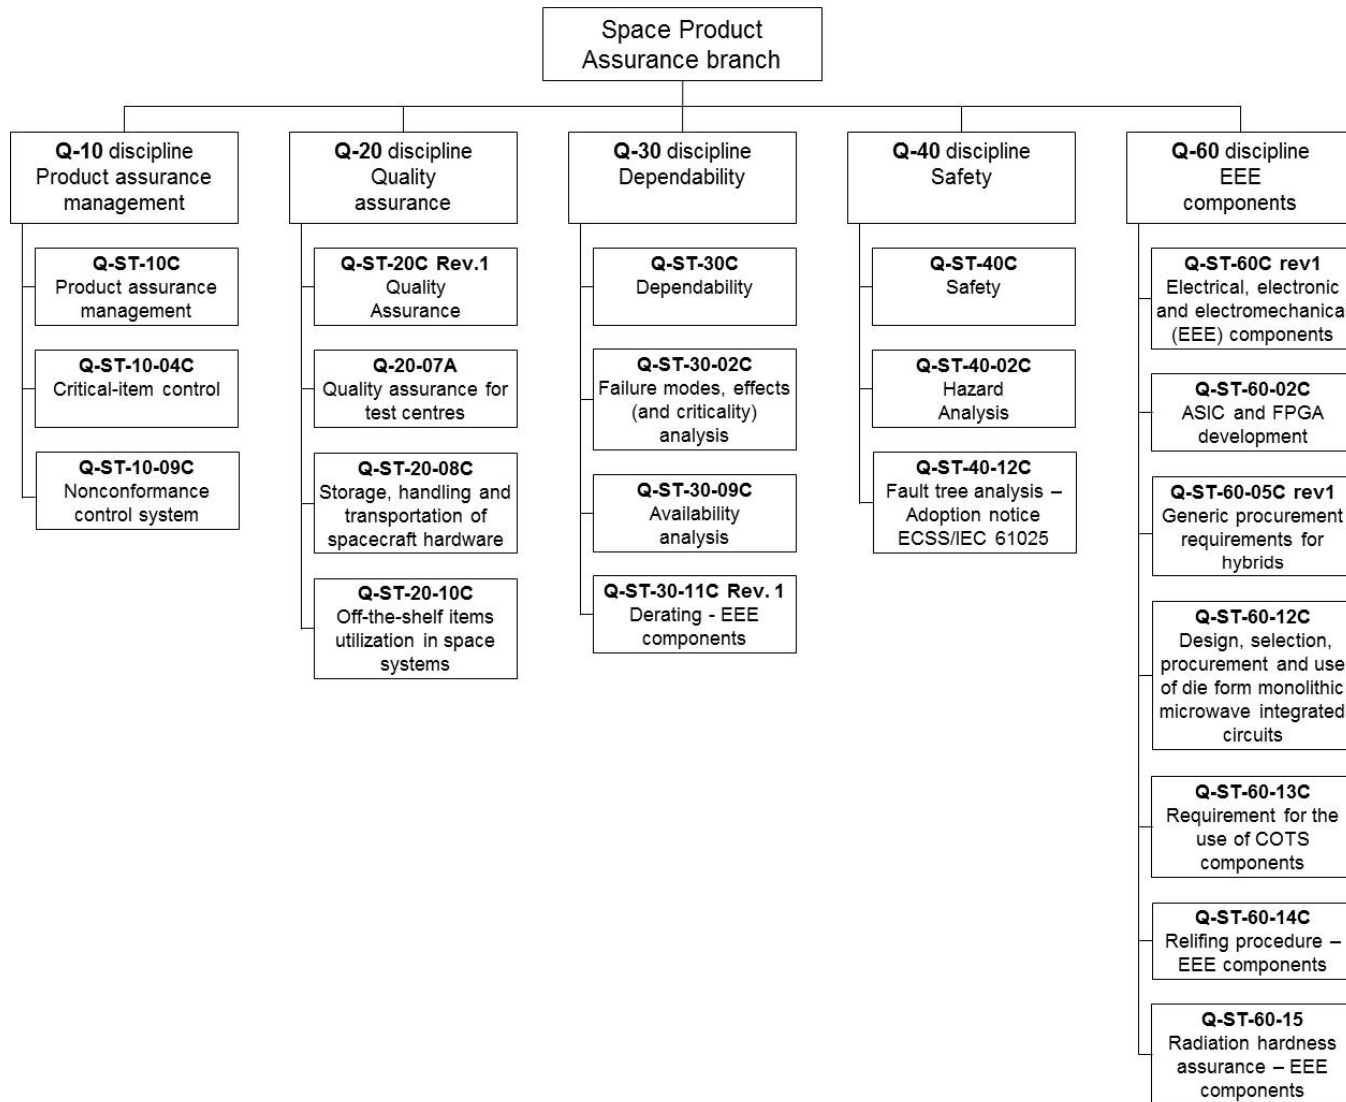 Space Product
Assurance branch
Q-10 discipline
Product assurance
management
Q-ST-10C
Product assurance
management
Q-ST-10-04C
Critical-item control
Q-ST-10-09C
Nonconformance
control system
Q-20 discipline
Quality
assurance
Q-ST-20C Rev.1
Quality
Assurance
Q-20-07A
Quality assurance for
test centres
Q-ST-20-08C
Storage, handling and
transportation of
spacecraft hardware
Q-ST-20-10C
Off-the-shelf items
utilization in space
systems
Q-30 discipline
Dependability
Q-ST-30C
Dependability
Q-ST-30-02C
Failure modes, effects
(and criticality)
analysis
Q-ST-30-09C
Availability
analysis
Q-ST-30-11C Rev. 1
Derating - EEE
components
Q-40 discipline
Safety
Q-ST-40C
Safety
Q-ST-40-02C
Hazard
Analysis
Q-ST-40-12C
Fault tree analysis –
Adoption notice
ECSS/IEC 61025
Q-60 discipline
EEE
components
Q-ST-60C rev1
Electrical, electronic
and electromechanica
(EEE) components
Q-ST-60-02C
ASIC and FPGA
development
Q-ST-60-05C rev1
Generic procurement
requirements for
hybrids
Q-ST-60-12C
Design, selection,
procurement and use
of die form monolithic
microwave integrated
circuits
Q-ST-60-13C
Requirement for the
use of COTS
components
Q-ST-60-14C
Relifing procedure –
EEE components
Q-ST-60-15
Radiation hardness
assurance – EEE
components